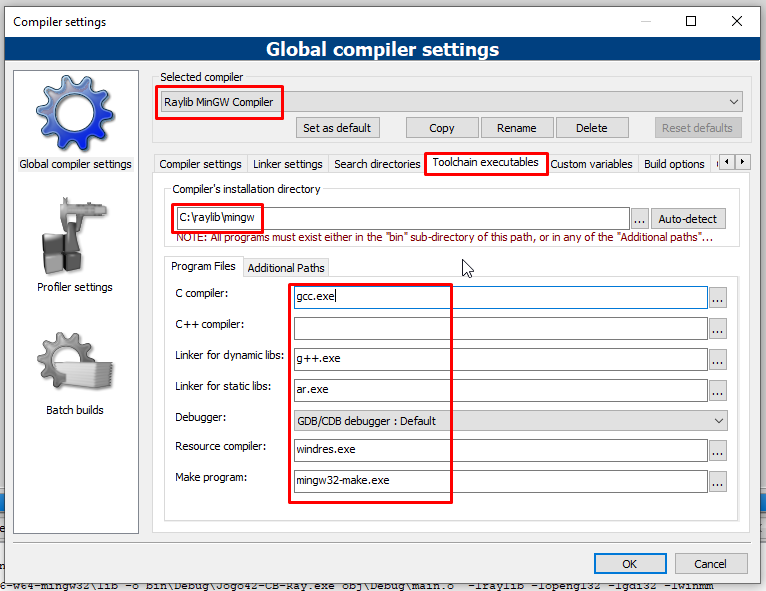 Compiler settings
Global compiler settings
Selected compiler
Raylib MinGW Compiler
Set as default
Copy
Rename
Delete
Reset defaults
Global compiler settings
Compiler settings
Linker settings
Search directories
Toolchain executables
Custom variables
Build options
Compiler's installation directory
C:\raylib\mingw
...
Auto-detect
NOTE: All programs must exist either in the "bin" sub-directory of this path, or in any of the "Additional paths"...
Program Files
Additional Paths
Profiler settings
Batch builds
C compiler:
gcc.exe
...
C++ compiler:
...
Linker for dynamic libs:
g++.exe
...
Linker for static libs:
ar.exe
...
Debugger:
GDB/CDB debugger : Default
Resource compiler:
windres.exe
...
Make program:
mingw32-make.exe
...
OK
Cancel
6-w64-mingw32\lib -o bin\Debug\Jogo42-CB-Ray.exe obj\Debug\main.o -lraylib -lopengl32 -lgdi32 -lwinmm